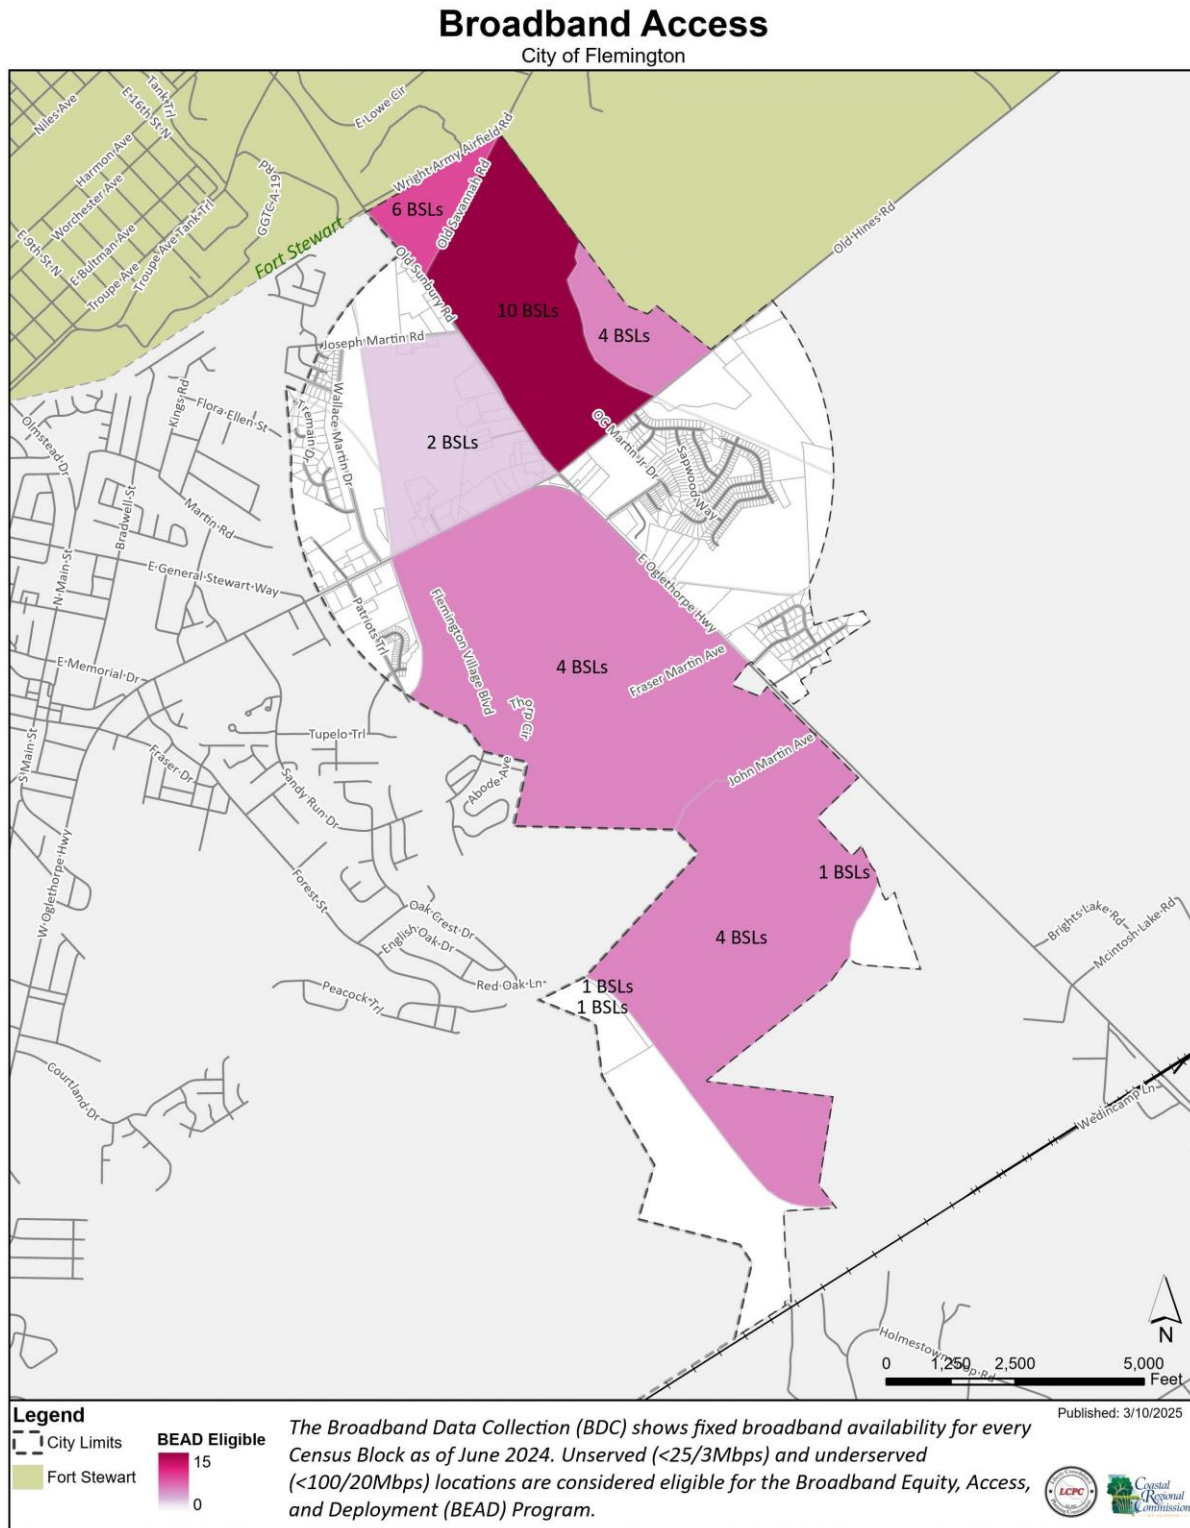 Broadband Access
City of Flemington
Niles Ave
Tank Trl
E 16th St N
E Lowe Cir
Harmon Ave
Worchester Ave
E Bultman Ave
Troupe Ave
Troupe Ave Tank Trl
E 9th St N
GGTC-A-191 Rd
Wright Army Airfield Rd
Old Savannah Rd
6 BSLs
Fort Stewart
Old Sunbury Rd
Old Hines Rd
10 BSLs
4 BSLs
Joseph Martin Rd
Kings Rd
Flora Ellen St
Tremain Dr
Wallace Martin Dr
Olmstead Dr
2 BSLs
OC Martin Jr Dr
Sapwood Way
Bradwell St
Martin Rd
N Main St
E General Stewart Way
E Oglethorpe Hwy
Patriots Trl
Flemington Village Blvd
4 BSLs
Fraser Martin Ave
E Memorial Dr
Thorp Cir
Tupelo Trl
S Main St
Fraser Dr
Sandy Run Dr
Abode Ave
John Martin Ave
W Oglethorpe Hwy
1 BSLs
Forest St
Oak Crest Dr
English Oak Dr
4 BSLs
Brights Lake Rd
Mcintosh Lake Rd
Red Oak Ln
1 BSLs
Peacock Trl
1 BSLs
Courtland Dr
Wedincamp Ln
N
Holmestown
op Rd
0 1,250 2,500 5,000
Feet
Published: 3/10/2025
Legend
City Limits
Fort Stewart
BEAD Eligible
15
0
The Broadband Data Collection (BDC) shows fixed broadband availability for every
Census Block as of June 2024. Unserved (<25/3Mbps) and underserved
(<100/20Mbps) locations are considered eligible for the Broadband Equity, Access,
and Deployment (BEAD) Program.
LCPC
Coastal
Regional
Commission